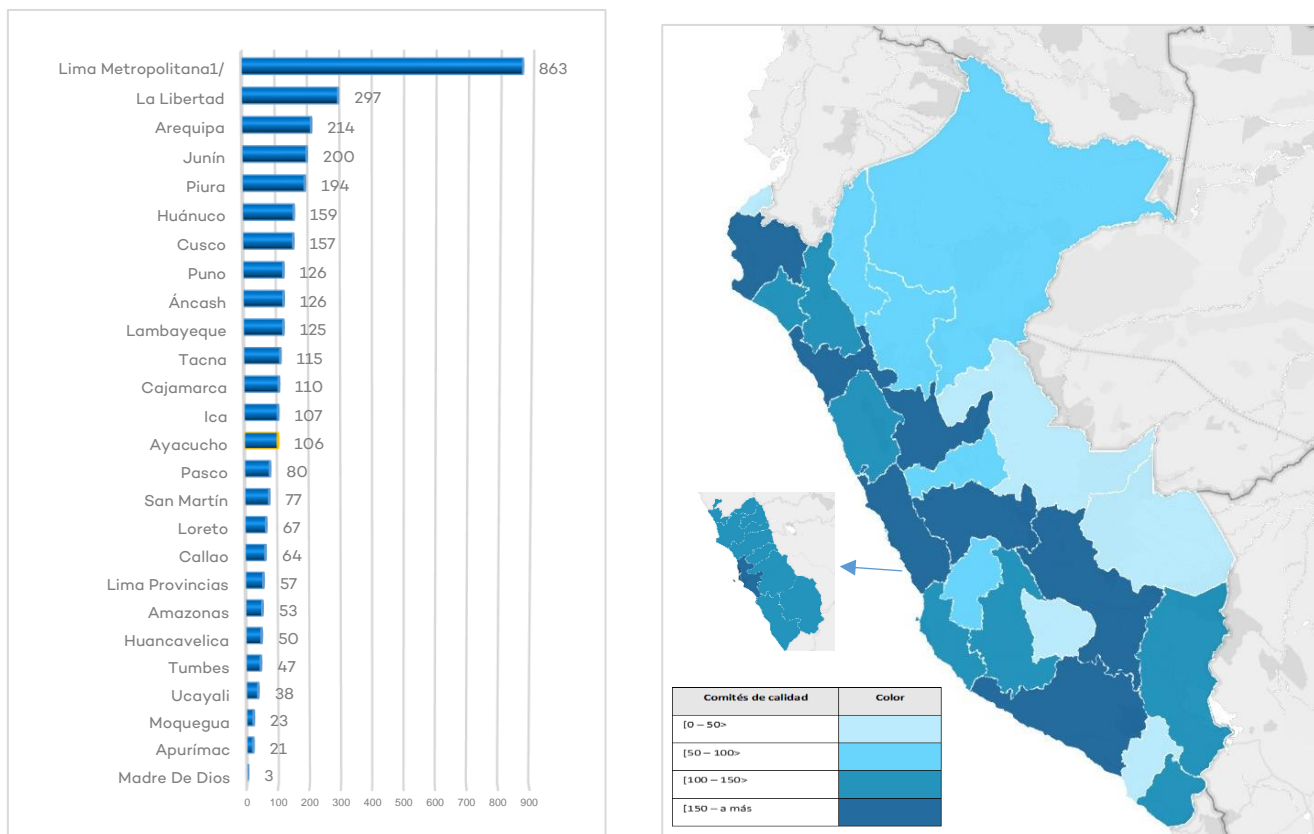 Lima Metropolitana1/ 863
La Libertad 297
Arequipa 214
Junín 200
Piura 194
Huánuco 159
Cusco 157
Puno 126
Áncash 126
Lambayeque 125
Tacna 115
Cajamarca 110
Ica 107
Ayacucho 106
Pasco 80
San Martín 77
Loreto 67
Callao 64
Lima Provincias 57
Amazonas 53
Huancavelica 50
Tumbes 47
Ucayali 38
Moquegua 23
Apurímac 21
Madre De Dios 3
0 100 200 300 400 500 600 700 800 900
Comités de calidad Color
[0 – 50>
[50 – 100>
[100 – 150>
[150 – a más